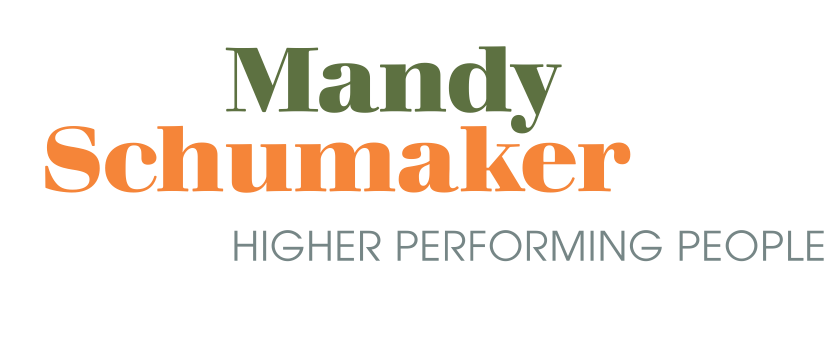 Mandy
Schumaker
HIGHER PERFORMING PEOPLE